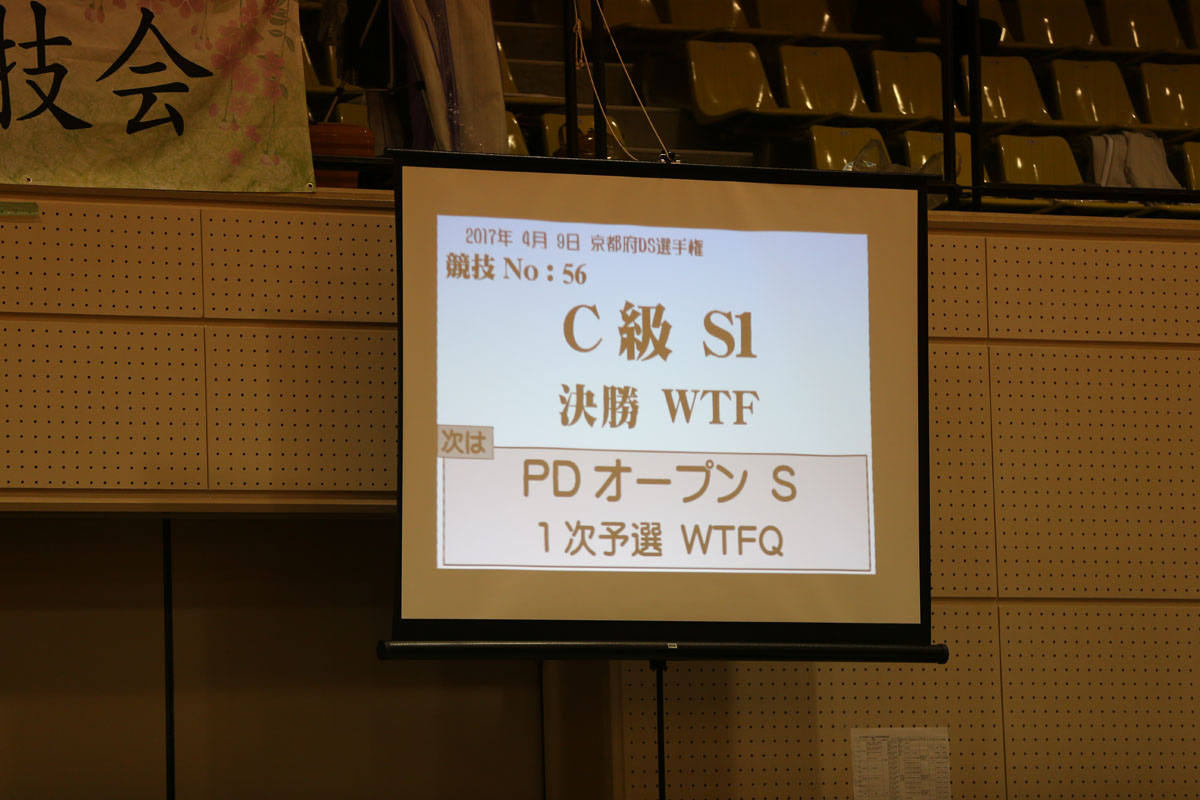 技会
2017年 4月 9日 京都府DS選手権
競技 No : 56
C 級 S1
決勝 WTF
次は
PD オープン S
1次予選 WTFQ